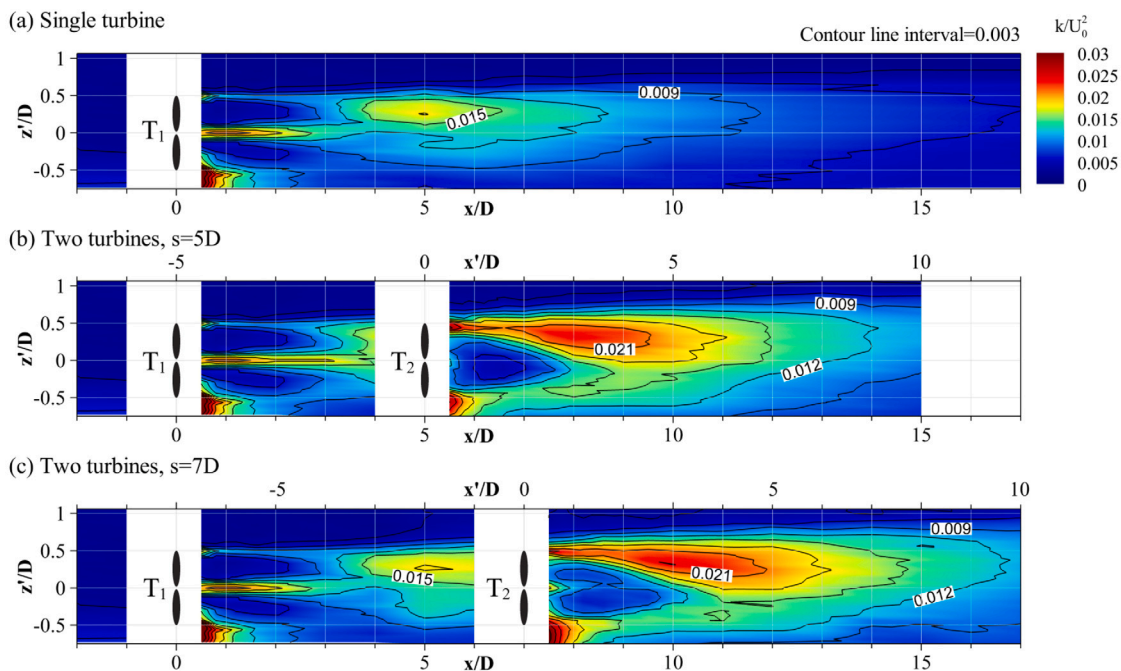 (a) Single turbine
Contour line interval=0.003
k/U₀²
1
0.5
0
-0.5
z'/D
T₁
0.009
0.015
0.03
0.025
0.02
0.015
0.01
0.005
0
0 5 10 15
x/D
(b) Two turbines, s=5D
-5 0 5 10
x'/D
1
0.5
0
-0.5
z'/D
T₁
T₂
0.009
0.021
0.012
0 5 10 15
x/D
(c) Two turbines, s=7D
-5 0 5 10
x'/D
1
0.5
0
-0.5
z'/D
T₁
0.015
T₂
0.009
0.021
0.012
0 5 10 15
x/D